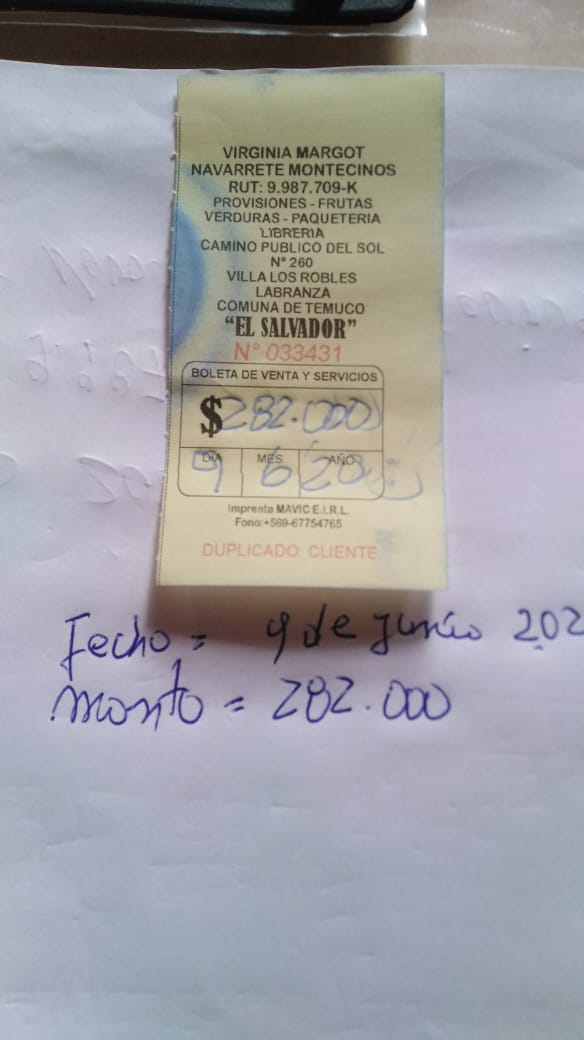 VIRGINIA MARGOT
NAVARRETE MONTECINOS
RUT: 9.987.709-K
PROVISIONES - FRUTAS
VERDURAS - PAQUETERIA
LIBRERIA
CAMINO PUBLICO DEL SOL
N° 260
VILLA LOS ROBLES
LABRANZA
COMUNA DE TEMUCO
"EL SALVADOR"
N° 033431
BOLETA DE VENTA Y SERVICIOS
$ 282.000
DIA MES AÑO
9 6 20
Imprenta MAVIC E.I.R.L.
Fono:+569-67754765
DUPLICADO: CLIENTE
Fecha = 9 de Junio 202
monto = 282.000